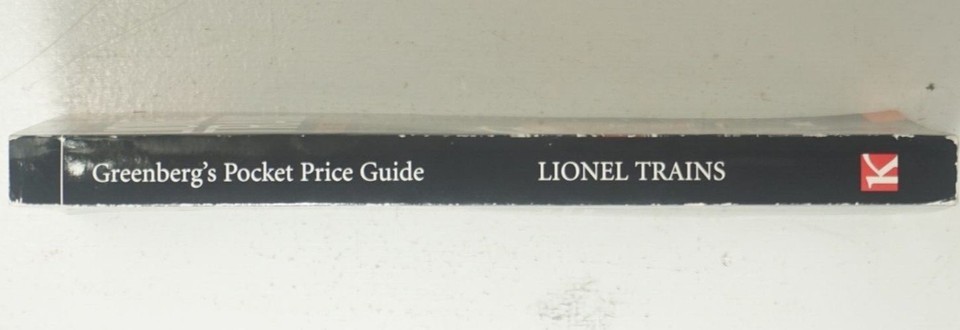 Greenberg's Pocket Price Guide LIONEL TRAINS K